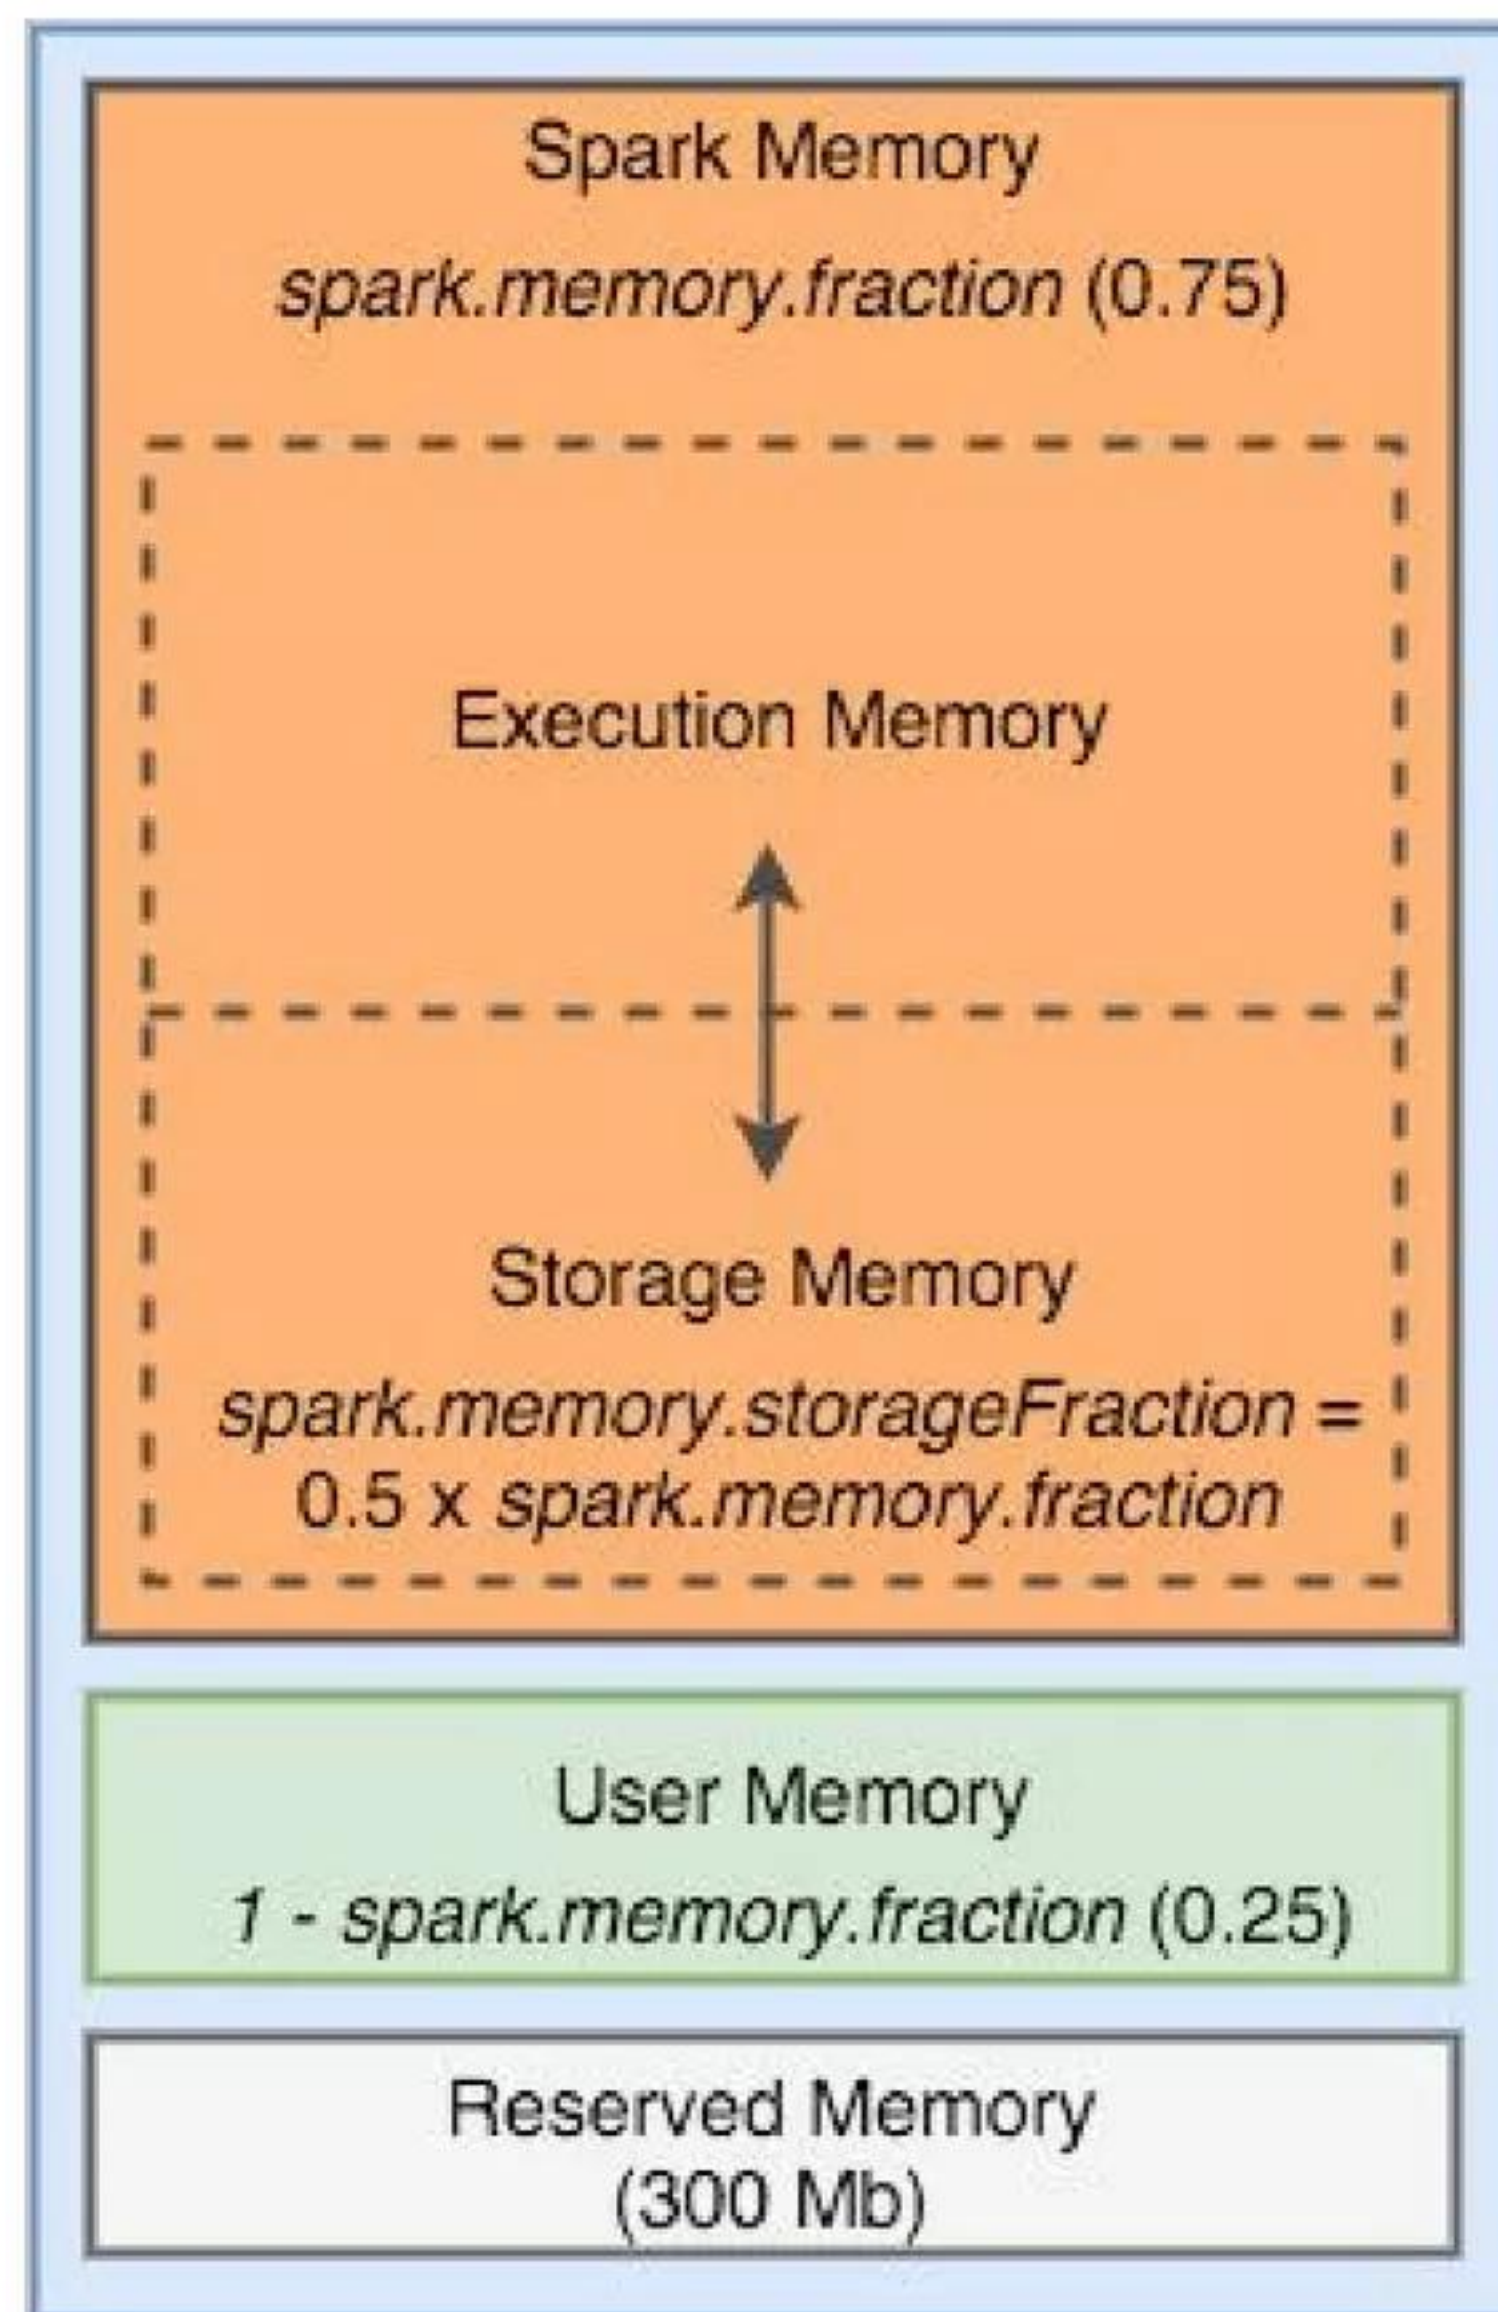 Spark Memory
spark.memory.fraction (0.75)
Execution Memory
Storage Memory
spark.memory.storageFraction =
0.5 x spark.memory.fraction
User Memory
1 - spark.memory.fraction (0.25)
Reserved Memory
(300 Mb)